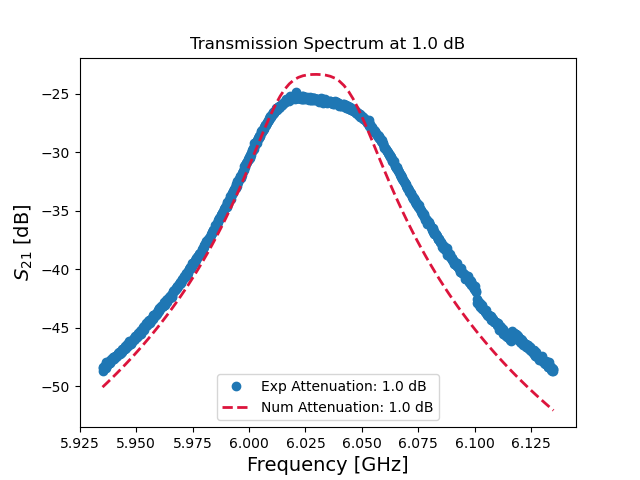 Transmission Spectrum at 1.0 dB
S₂₁ [dB]
−25
−30
−35
−40
−45
−50
Exp Attenuation: 1.0 dB
Num Attenuation: 1.0 dB
5.925 5.950 5.975 6.000 6.025 6.050 6.075 6.100 6.125
Frequency [GHz]